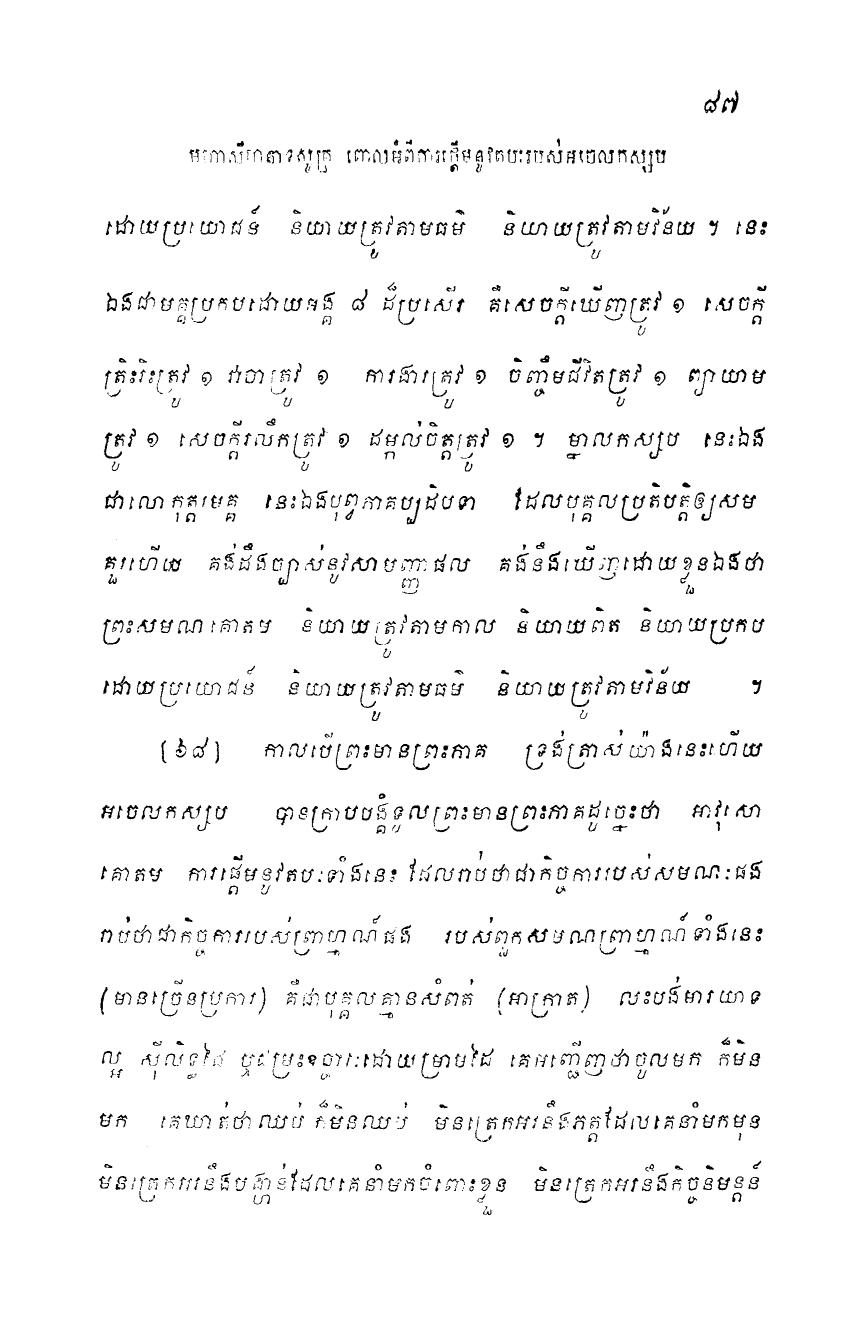 ៨៧
មហាសីហនាទសូត្រ ពោលអំពីការផ្តើមនូវតបះរបស់អចេលកស្សប
ដោយប្រយោជន៍ និយាយត្រូវតាមធម៌ និយាយត្រូវតាមវិន័យ ។ នេះ
ឯងជាមគ្គប្រកបដោយអង្គ ៨ ដ៏ប្រសើរ គឺសេចក្តីឃើញត្រូវ ១ សេចក្តី
ត្រិះរិះត្រូវ ១ វាចាត្រូវ ១ ការងារត្រូវ ១ ចិញ្ចឹមជីវិតត្រូវ ១ ព្យាយាម
ត្រូវ ១ សេចក្តីរលឹកត្រូវ ១ ដម្កល់ចិត្តត្រូវ ១ ។ ម្នាលកស្សប នេះឯង
ជាលោកុត្តរមគ្គ នេះឯងបុព្វភាគប្បដិបទា ដែលបុគ្គលប្រតិបត្តិឲ្យសម
គួរហើយ គង់ដឹងច្បាស់នូវសាមញ្ញផល គង់នឹងឃើញដោយខ្លួនឯងថា
ព្រះសមណគោតម និយាយត្រូវតាមកាល និយាយពិត និយាយប្រកប
ដោយប្រយោជន៍ និយាយត្រូវតាមធម៌ និយាយត្រូវតាមវិន័យ ។
(៦៨) កាលបើព្រះមានព្រះភាគ ទ្រង់ត្រាស់យ៉ាងនេះហើយ
អចេលកស្សប បានក្រាបបង្គំទូលព្រះមានព្រះភាគដូច្នេះថា អាវុសោ
គោតម ការផ្តើមនូវតបៈទាំងនេះ ដែលរាប់ថាជាកិច្ចការរបស់សមណៈផង
រាប់ថាជាកិច្ចការរបស់ព្រាហ្មណ៍ផង របស់ពួកសមណព្រាហ្មណ៍ទាំងនេះ
(មានច្រើនប្រការ) គឺជាបុគ្គលគ្មានសំពត់ (អាក្រាត) លះបង់មារយាទ
ល្អ ស៊ីលិទ្ធដៃ ឬជម្រះឧច្ចារៈដោយម្រាមដៃ គេអញ្ជើញថាចូលមក ក៏មិន
មក គេឃាត់ថាឈប់ ក៏មិនឈប់ មិនត្រេកអរនឹងភត្តដែលគេនាំមកមុន
មិនត្រេកអរនឹងបង្ហាន់ដែលគេនាំមកចំពោះខ្លួន មិនត្រេកអរនឹងកិច្ចនិមន្តន៍